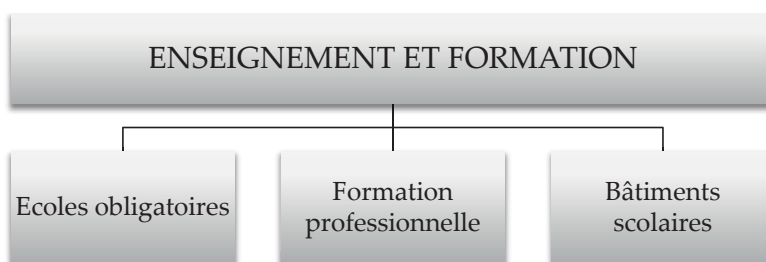 ENSEIGNEMENT ET FORMATION
Ecoles obligatoires
Formation
professionnelle
Bâtiments
scolaires